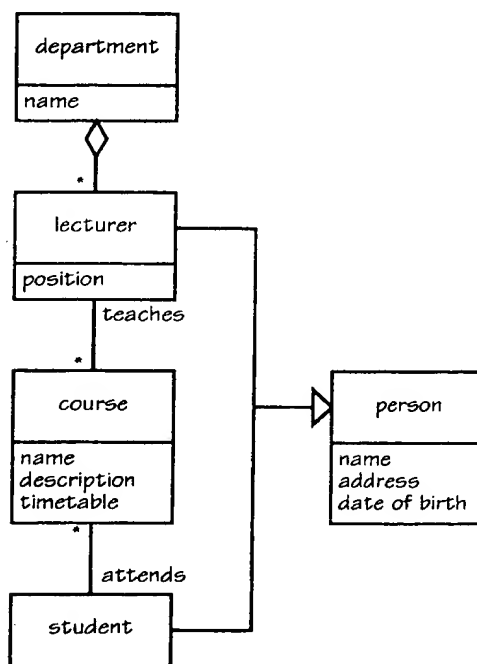 department
name
*
lecturer
position
teaches
*
course
name
description
timetable
person
name
address
date of birth
*
attends
student